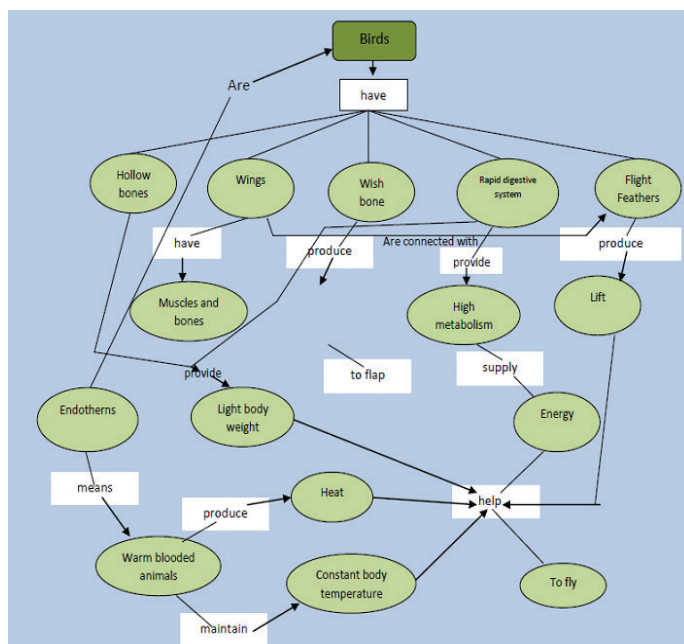 Birds
Are
have
Hollow
bones
Wings
Wish
bone
Rapid digestive
system
Flight
Feathers
have
produce
Are connected with
provide
produce
Muscles and
bones
High
metabolism
Lift
provide
to flap
supply
Endotherns
Light body
weight
Energy
means
produce
Heat
help
Warm blooded
animals
Constant body
temperature
To fly
maintain